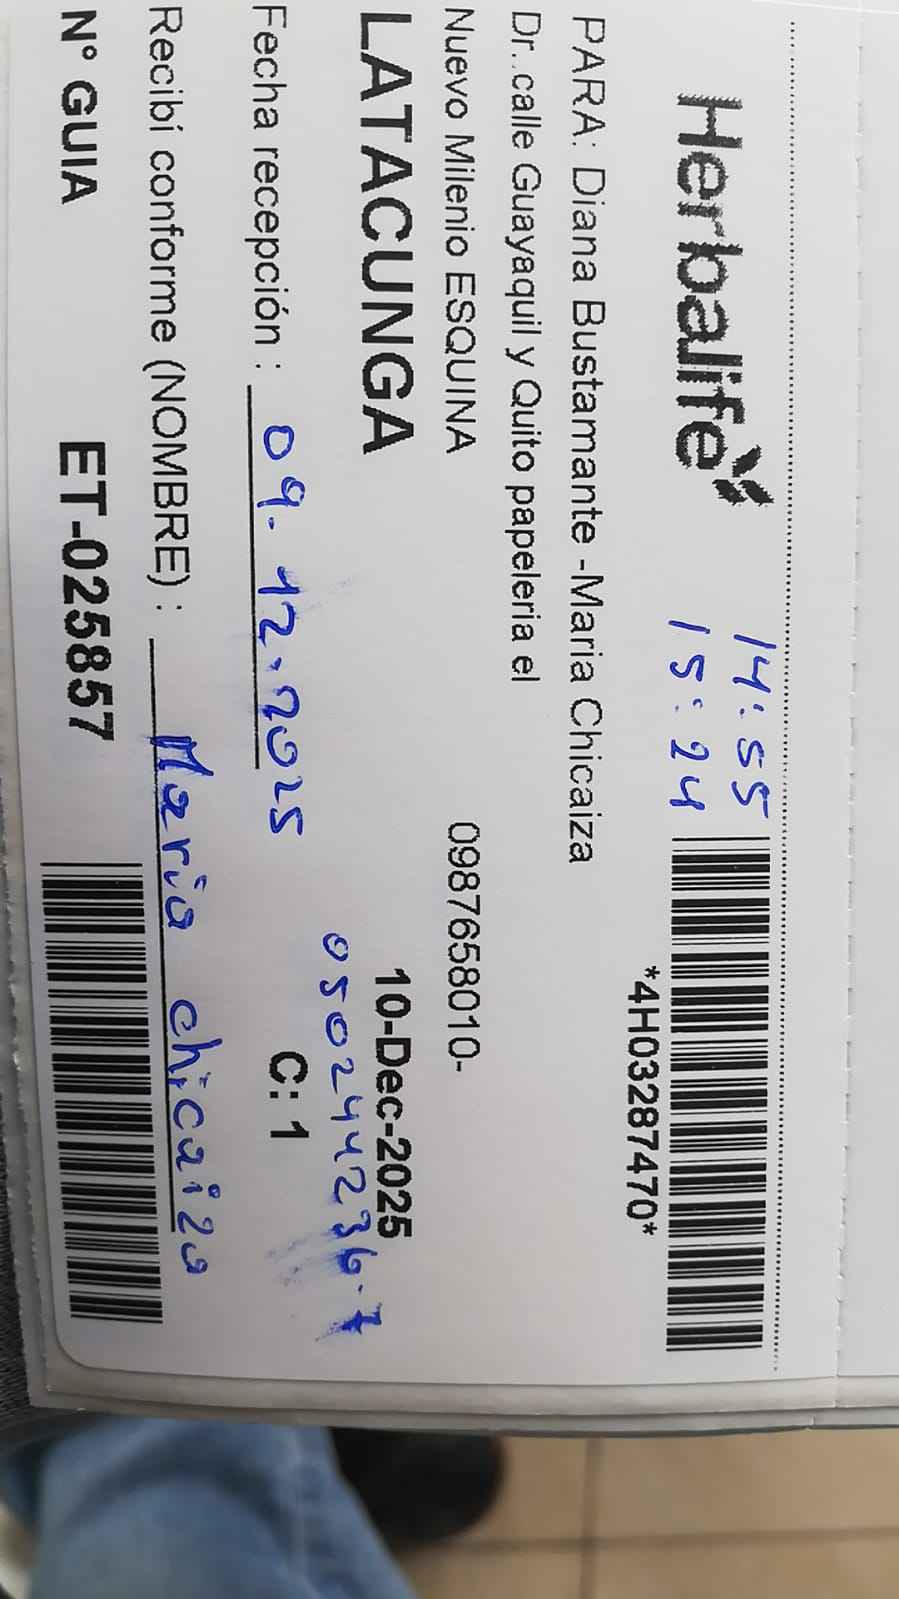 Herbalife
14:55
15:24
*4H03287470*
PARA: Diana Bustamante -Maria Chicaiza
Dr..calle Guayaquil y Quito papeleria el
Nuevo Milenio ESQUINA
0987658010-
LATACUNGA
10-Dec-2025
Fecha recepción : 09.12.2025
C: 1
Recibí conforme (NOMBRE) : Maria chicaiza
N° GUIA
ET-025857